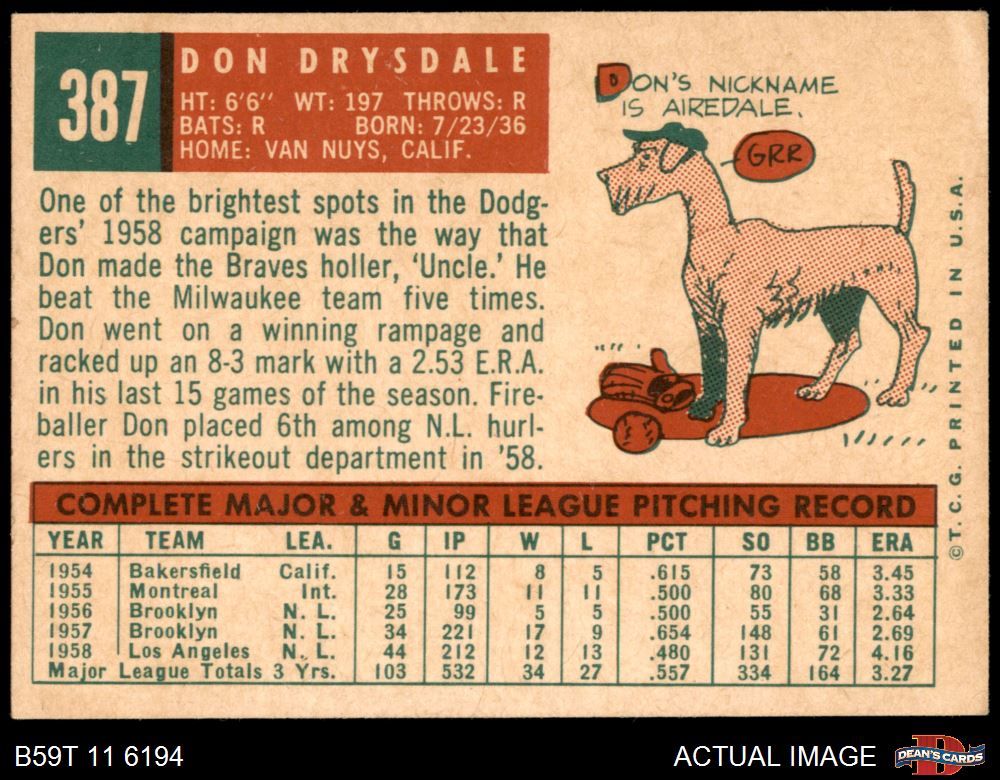 387
DON DRYSDALE
HT: 6'6" WT: 197 THROWS: R
BATS: R BORN: 7/23/36
HOME: VAN NUYS, CALIF.
DON'S NICKNAME
IS AIREDALE.
GRR
One of the brightest spots in the Dodg-
ers' 1958 campaign was the way that
Don made the Braves holler, 'Uncle.' He
beat the Milwaukee team five times.
Don went on a winning rampage and
racked up an 8-3 mark with a 2.53 E.R.A.
in his last 15 games of the season. Fire-
baller Don placed 6th among N.L. hurl-
ers in the strikeout department in '58.
©T.C.G. PRINTED IN U.S.A.
COMPLETE MAJOR & MINOR LEAGUE PITCHING RECORD
YEAR TEAM LEA. G IP W L PCT SO BB ERA
1954 Bakersfield Calif. 15 112 8 5 .615 73 58 3.45
1955 Montreal Int. 28 173 11 11 .500 80 68 3.33
1956 Brooklyn N. L. 25 99 5 5 .500 55 31 2.64
1957 Brooklyn N. L. 34 221 17 9 .654 148 61 2.69
1958 Los Angeles N. L. 44 212 12 13 .480 131 72 4.16
Major League Totals 3 Yrs. 103 532 34 27 .557 334 164 3.27
B59T 11 6194
ACTUAL IMAGE
DEAN'S CARDS